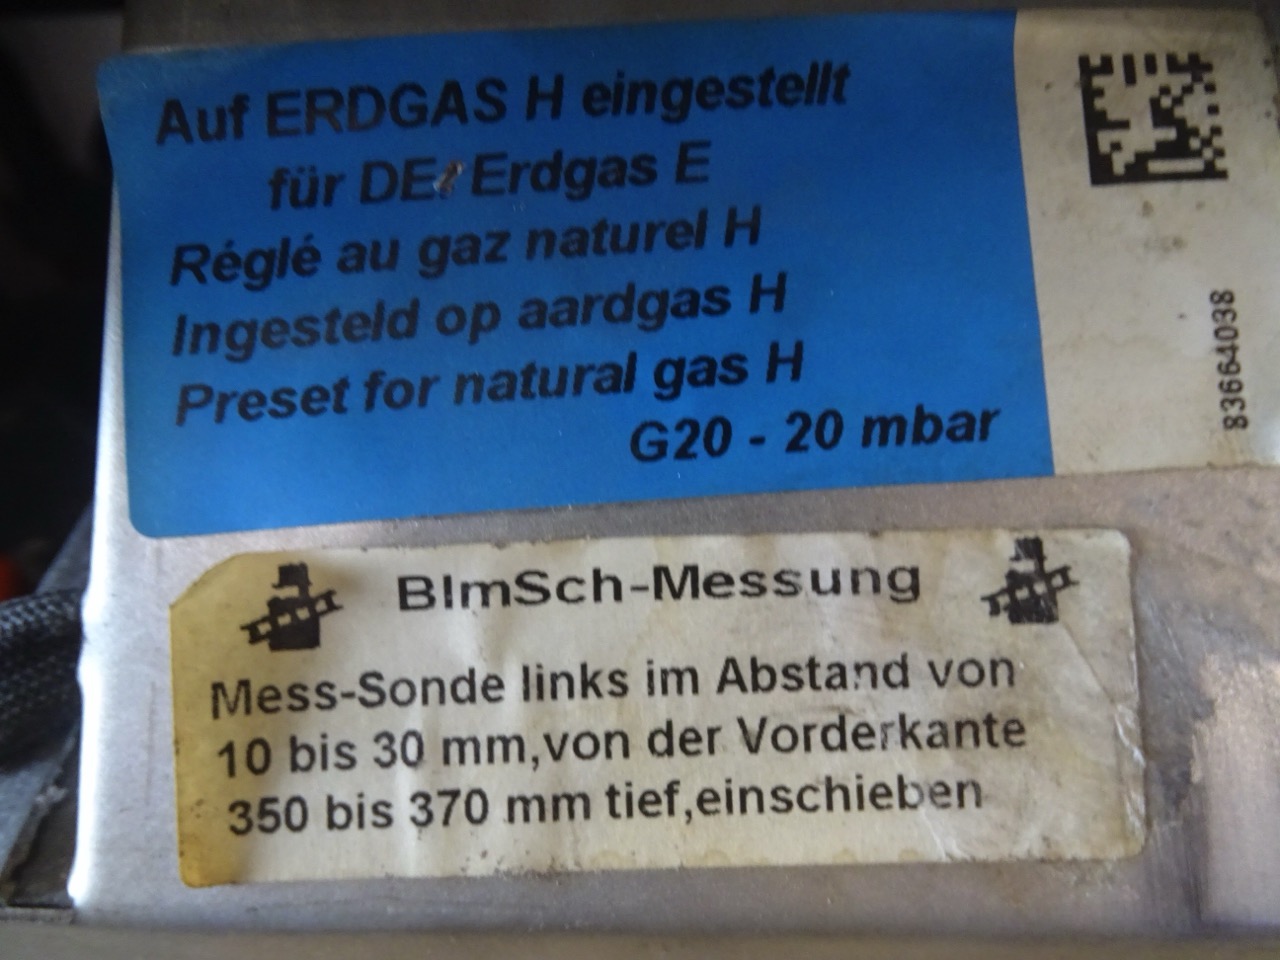 Auf ERDGAS H eingestellt
für DE: Erdgas E
Réglé au gaz naturel H
Ingesteld op aardgas H
Preset for natural gas H
G20 - 20 mbar
83664038
BImSch-Messung
Mess-Sonde links im Abstand von
10 bis 30 mm,von der Vorderkante
350 bis 370 mm tief,einschieben